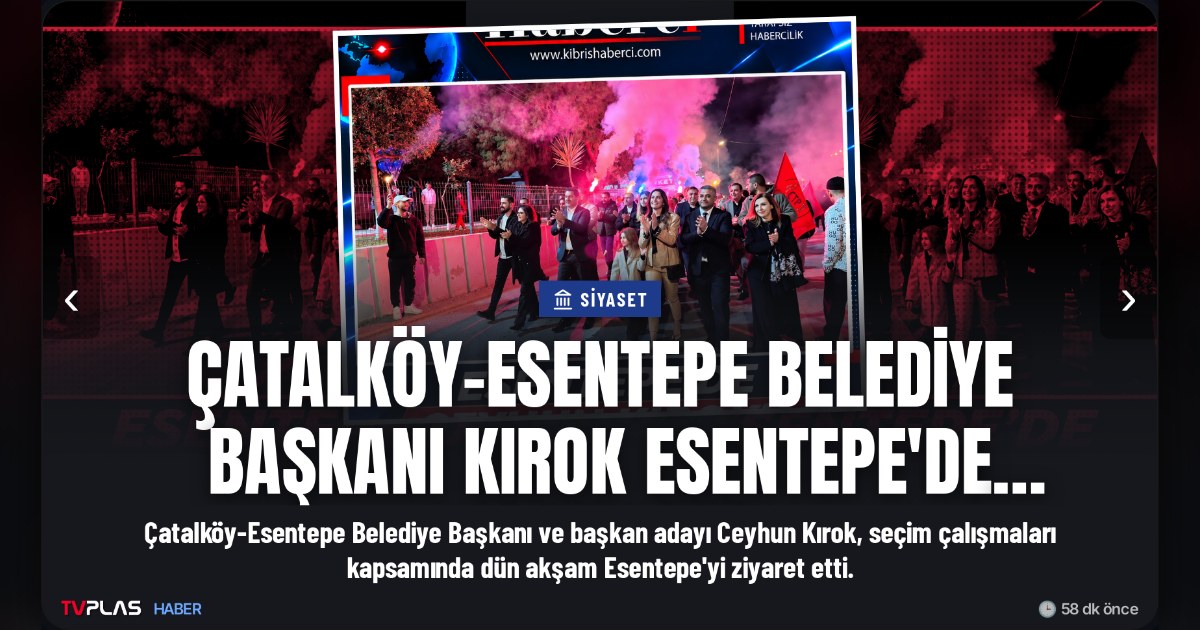 www.kibrishaberci.com
HABERCİLİK
SİYASET
ÇATALKÖY-ESENTEPE BELEDİYE
BAŞKANI KIROK ESENTEPE'DE...
Çatalköy-Esentepe Belediye Başkanı ve başkan adayı Ceyhun Kırok, seçim çalışmaları
kapsamında dün akşam Esentepe'yi ziyaret etti.
TVPLAS HABER
58 dk önce